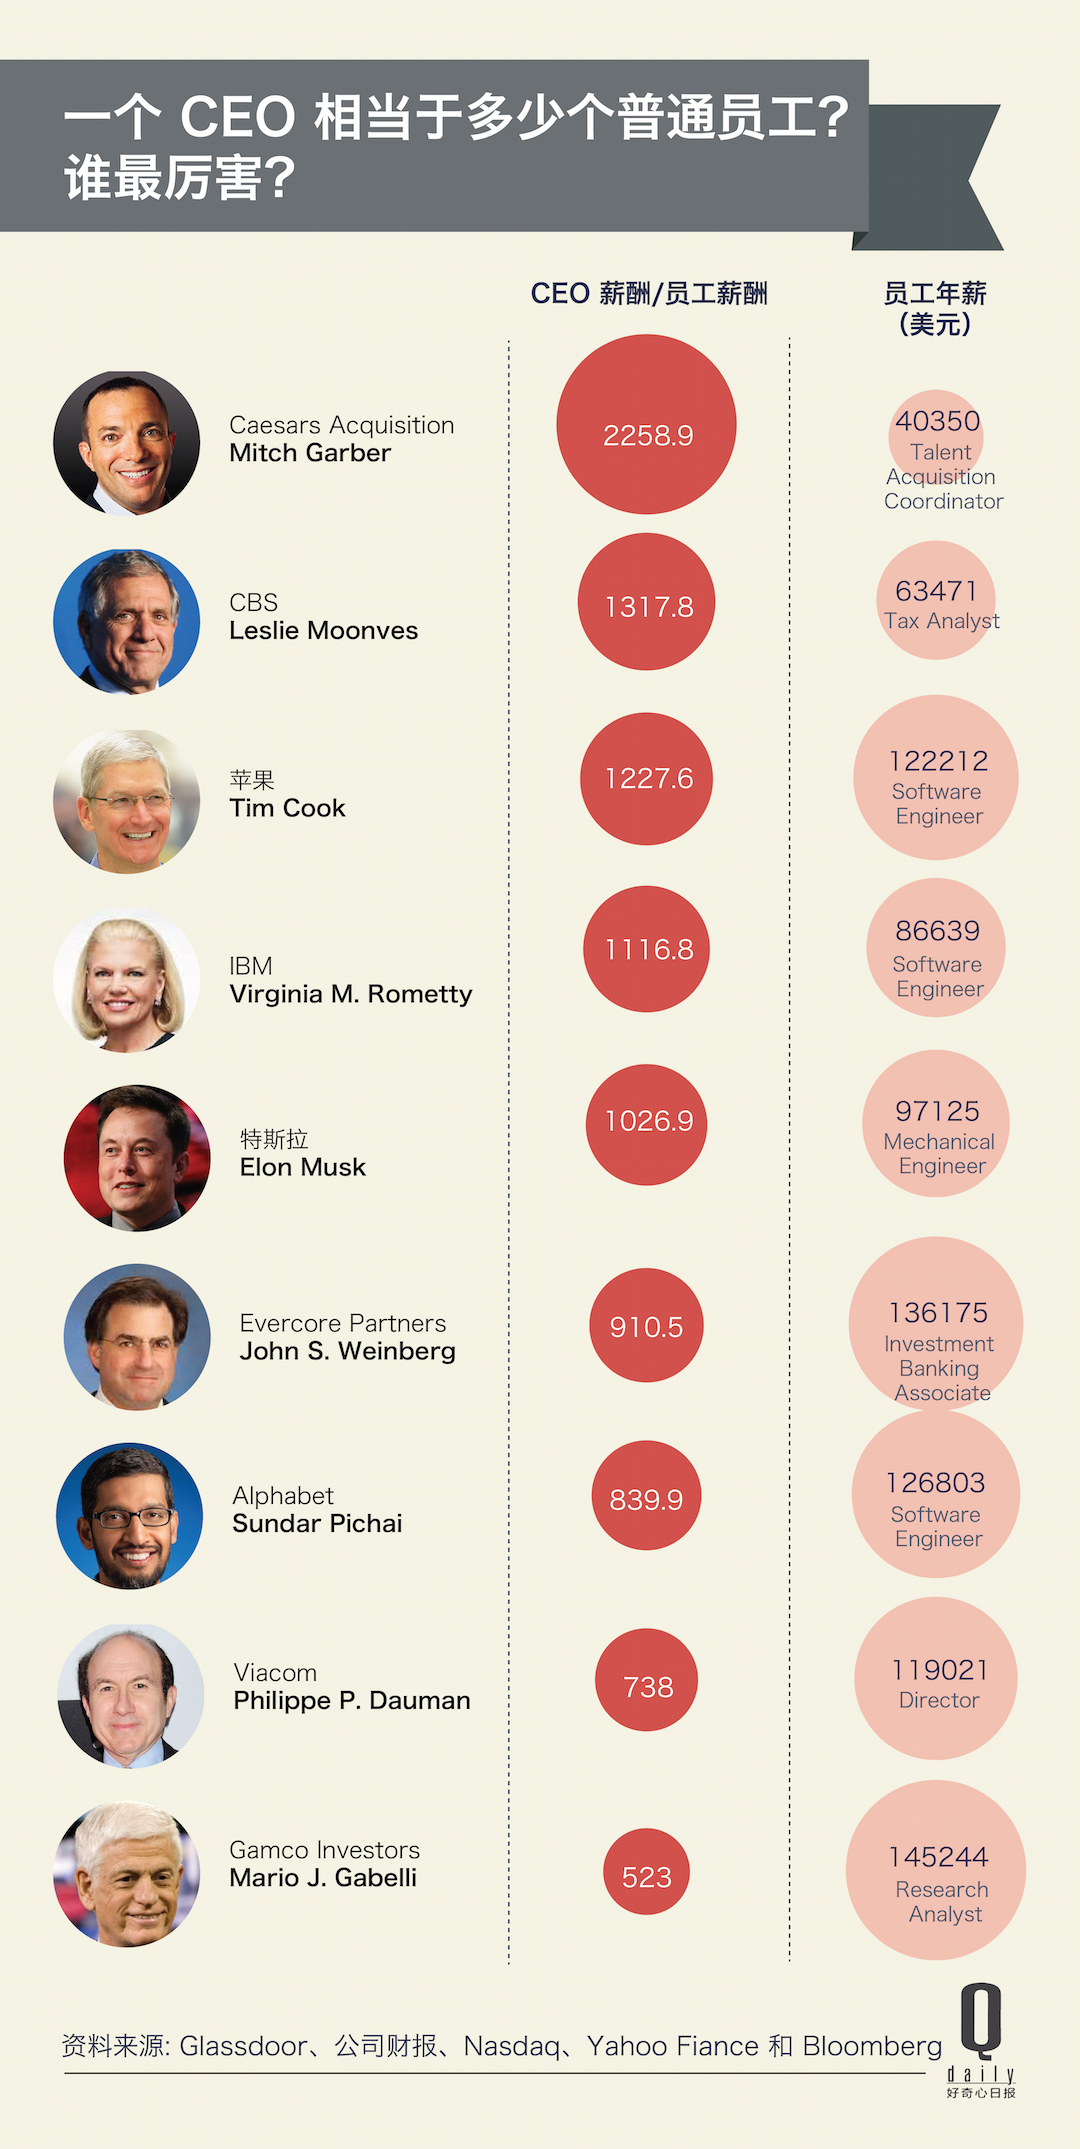 一个 CEO 相当于多少个普通员工？
谁最厉害？
CEO 薪酬/员工薪酬
员工年薪
（美元）
Caesars Acquisition
Mitch Garber
2258.9
40350
Talent
Acquisition
Coordinator
CBS
Leslie Moonves
1317.8
63471
Tax Analyst
苹果
Tim Cook
1227.6
122212
Software
Engineer
IBM
Virginia M. Rometty
1116.8
86639
Software
Engineer
特斯拉
Elon Musk
1026.9
97125
Mechanical
Engineer
Evercore Partners
John S. Weinberg
910.5
136175
Investment
Banking
Associate
Alphabet
Sundar Pichai
839.9
126803
Software
Engineer
Viacom
Philippe P. Dauman
738
119021
Director
Gamco Investors
Mario J. Gabelli
523
145244
Research
Analyst
资料来源: Glassdoor、公司财报、Nasdaq、Yahoo Fiance 和 Bloomberg
Q
daily
好奇心日报